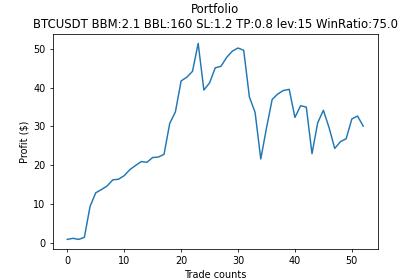 Portfolio
BTCUSDT BBM:2.1 BBL:160 SL:1.2 TP:0.8 lev:15 WinRatio:75.0
50
40
30
20
10
0
Profit ($)
0 10 20 30 40 50
Trade counts